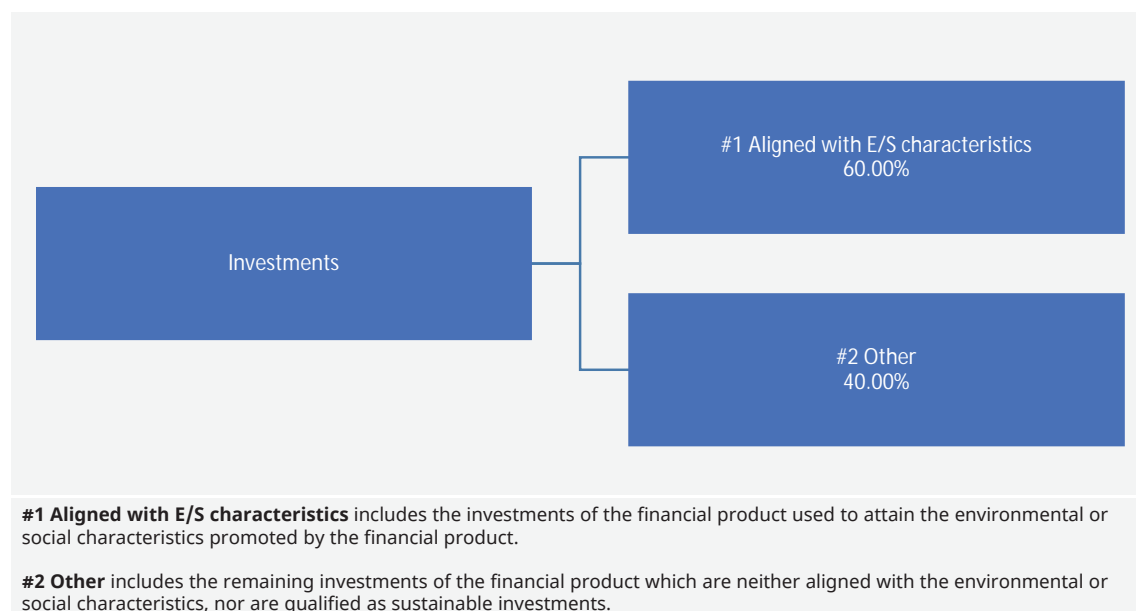 #1 Aligned with E/S characteristics
60.00%
Investments
#2 Other
40.00%
#1 Aligned with E/S characteristics includes the investments of the financial product used to attain the environmental or
social characteristics promoted by the financial product.
#2 Other includes the remaining investments of the financial product which are neither aligned with the environmental or
social characteristics, nor are qualified as sustainable investments.